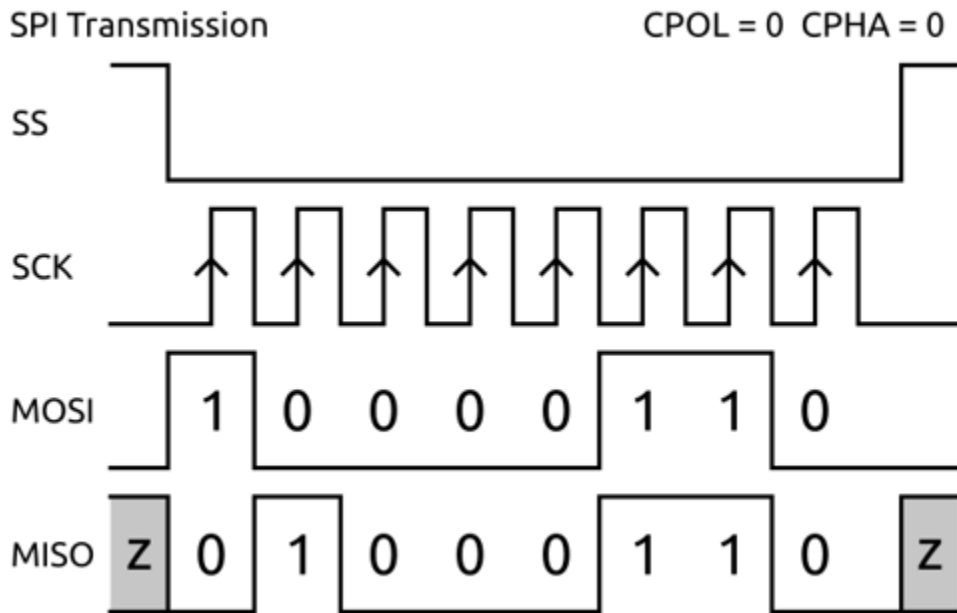 SPI Transmission CPOL = 0 CPHA = 0
SS
SCK
MOSI 1 0 0 0 0 1 1 0
MISO Z 0 1 0 0 0 1 1 0 Z